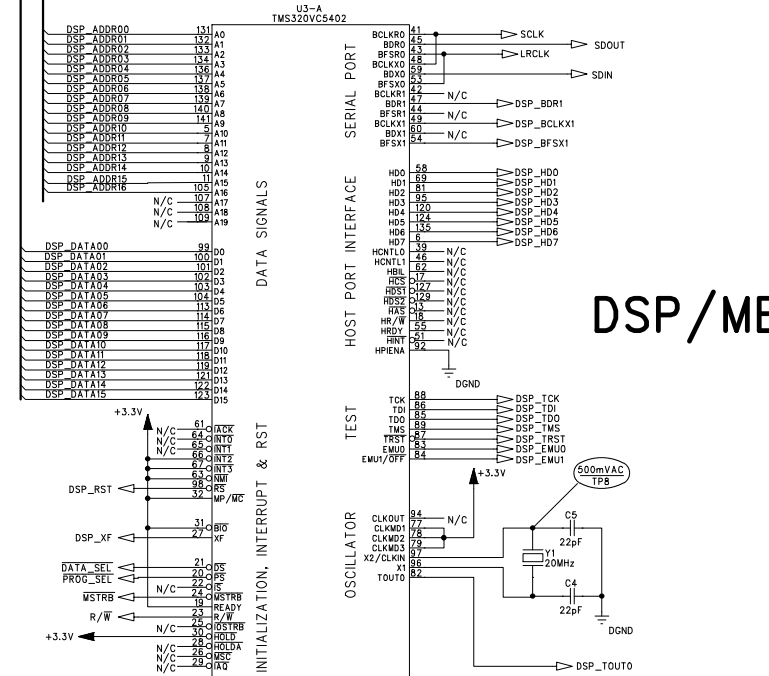 U3-A
TMS320VC5402
DSP_ADDR00 131 A0
DSP_ADDR01 132 A1
DSP_ADDR02 133 A2
DSP_ADDR03 134 A3
DSP_ADDR04 136 A4
DSP_ADDR05 137 A5
DSP_ADDR06 138 A6
DSP_ADDR07 139 A7
DSP_ADDR08 140 A8
DSP_ADDR09 141 A9
DSP_ADDR10 5 A10
DSP_ADDR11 7 A11
DSP_ADDR12 8 A12
DSP_ADDR13 9 A13
DSP_ADDR14 10 A14
DSP_ADDR15 11 A15
DSP_ADDR16 105 A16
N/C 107 A17
N/C 108 A18
N/C 109 A19
DATA SIGNALS
DSP_DATA00 99 D0
DSP_DATA01 100 D1
DSP_DATA02 101 D2
DSP_DATA03 102 D3
DSP_DATA04 103 D4
DSP_DATA05 104 D5
DSP_DATA06 113 D6
DSP_DATA07 114 D7
DSP_DATA08 115 D8
DSP_DATA09 116 D9
DSP_DATA10 117 D10
DSP_DATA11 118 D11
DSP_DATA12 119 D12
DSP_DATA13 121 D13
DSP_DATA14 122 D14
DSP_DATA15 123 D15
+3.3V
N/C 61 IACK
N/C 64 INT0
N/C 65 INT1
66 INT2
67 INT3
63 NMI
DSP_RST 98 RS
32 MP/MC
31 BIO
DSP_XF 27 XF
DATA_SEL 21 DS
PROG_SEL 20 PS
N/C 22 IS
MSTRB 24 MSTRB
19 READY
R/W 23 R/W
N/C 25 IOSTRB
+3.3V 30 HOLD
N/C 28 HOLDA
N/C 26 MSC
N/C 29 IAQ
INITIALIZATION, INTERRUPT & RST
SERIAL PORT
BCLKR0 41 SCLK
BDR0 45 SDOUT
BFSR0 43 LRCLK
BCLKX0 48
BDX0 59 SDIN
BFSX0 53
BCLKR1 42 N/C
BDR1 47 DSP_BDR1
BFSR1 44 N/C
BCLKX1 49 DSP_BCLKX1
BDX1 60 N/C
BFSX1 54 DSP_BFSX1
HOST PORT INTERFACE
HD0 58 DSP_HD0
HD1 69 DSP_HD1
HD2 81 DSP_HD2
HD3 95 DSP_HD3
HD4 120 DSP_HD4
HD5 124 DSP_HD5
HD6 135 DSP_HD6
HD7 6 DSP_HD7
HCNTL0 39 N/C
HCNTL1 46 N/C
HBIL 62 N/C
HCS 17 N/C
HDS1 127 N/C
HDS2 129 N/C
HAS 13 N/C
HR/W 18 N/C
HRDY 55 N/C
HINT 51 N/C
HPIENA 92
DGND
DSP/ME
TEST
TCK 88 DSP_TCK
TDI 86 DSP_TDI
TDO 85 DSP_TDO
TMS 89 DSP_TMS
TRST 87 DSP_TRST
EMU0 83 DSP_EMU0
EMU1/OFF 84 DSP_EMU1
+3.3V
500mVAC
TP8
OSCILLATOR
CLKOUT 94 N/C
CLKMD1 77
CLKMD2 78
CLKMD3 79
X2/CLKIN 97
X1 96
TOUT0 82
C5
22pF
Y1
20MHz
C4
22pF
DGND
DSP_TOUT0